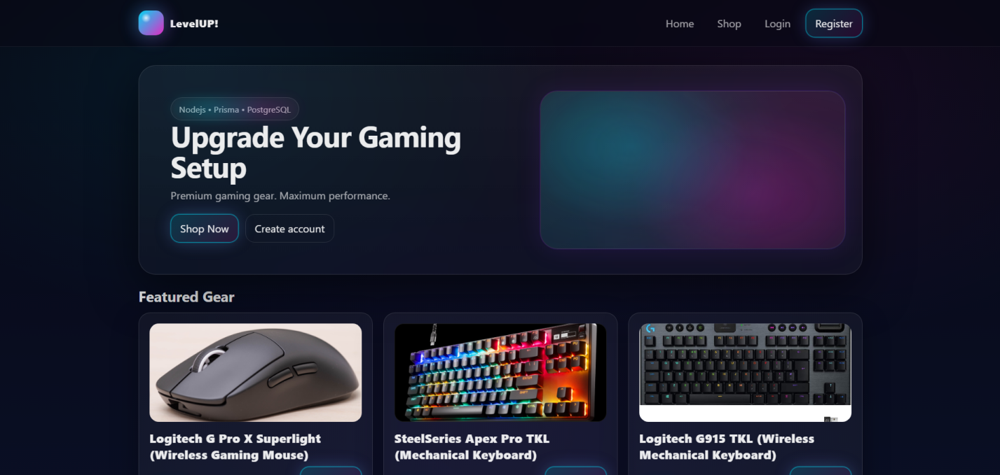 LevelUP!
Home
Shop
Login
Register
Nodejs • Prisma • PostgreSQL
Upgrade Your Gaming
Setup
Premium gaming gear. Maximum performance.
Shop Now
Create account
Featured Gear
Logitech G Pro X Superlight
(Wireless Gaming Mouse)
SteelSeries Apex Pro TKL
(Mechanical Keyboard)
Logitech G915 TKL (Wireless
Mechanical Keyboard)